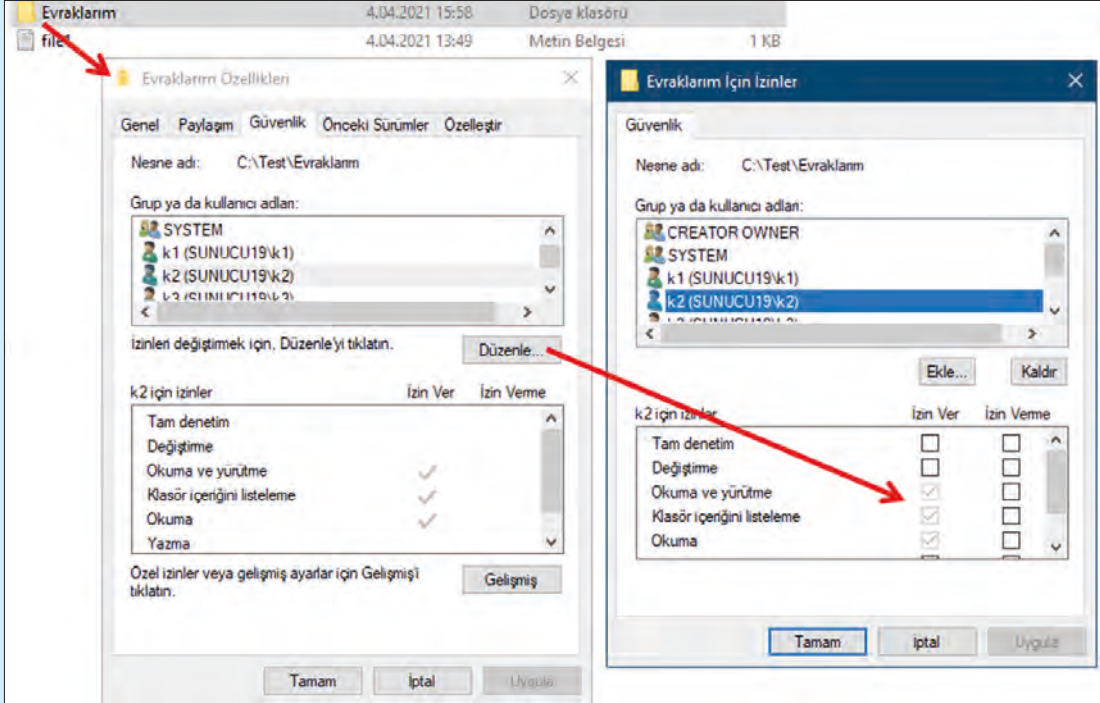 Evraklarım 4.04.2021 15:58 Dosya klasörü
file1 4.04.2021 13:49 Metin Belgesi 1 KB
Evraklarım Özellikleri
Genel Paylaşım Güvenlik Önceki Sürümler Özelleştir
Nesne adı: C:\Test\Evraklarım
Grup ya da kullanıcı adları:
SYSTEM
k1 (SUNUCU19\k1)
k2 (SUNUCU19\k2)
k3 (SUNUCU19\k3)
İzinleri değiştirmek için, Düzenle'yi tıklatın.
Düzenle...
k2 için izinler İzin Ver İzin Verme
Tam denetim
Değiştirme
Okuma ve yürütme
Klasör içeriğini listeleme
Okuma
Yazma
Özel izinler veya gelişmiş ayarlar için Gelişmiş'i
tıklatın.
Gelişmiş
Tamam İptal Uygula
Evraklarım İçin İzinler
Güvenlik
Nesne adı: C:\Test\Evraklarım
Grup ya da kullanıcı adları:
CREATOR OWNER
SYSTEM
k1 (SUNUCU19\k1)
k2 (SUNUCU19\k2)
Ekle... Kaldır
k2 için izinler İzin Ver İzin Verme
Tam denetim
Değiştirme
Okuma ve yürütme
Klasör içeriğini listeleme
Okuma
Tamam İptal Uygula